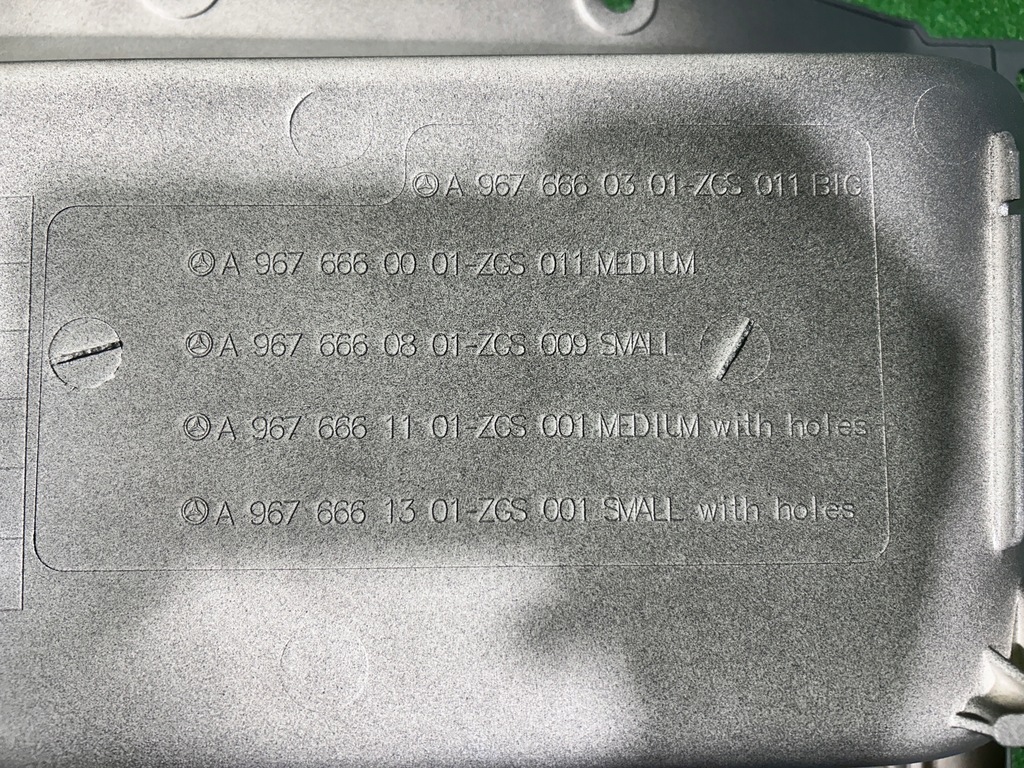 A 967 666 03 01-ZGS 011 BIG
A 967 666 00 01-ZGS 011 MEDIUM
A 967 666 08 01-ZGS 009 SMALL
A 967 666 11 01-ZGS 001 MEDIUM with holes
A 967 666 13 01-ZGS 001 SMALL with holes